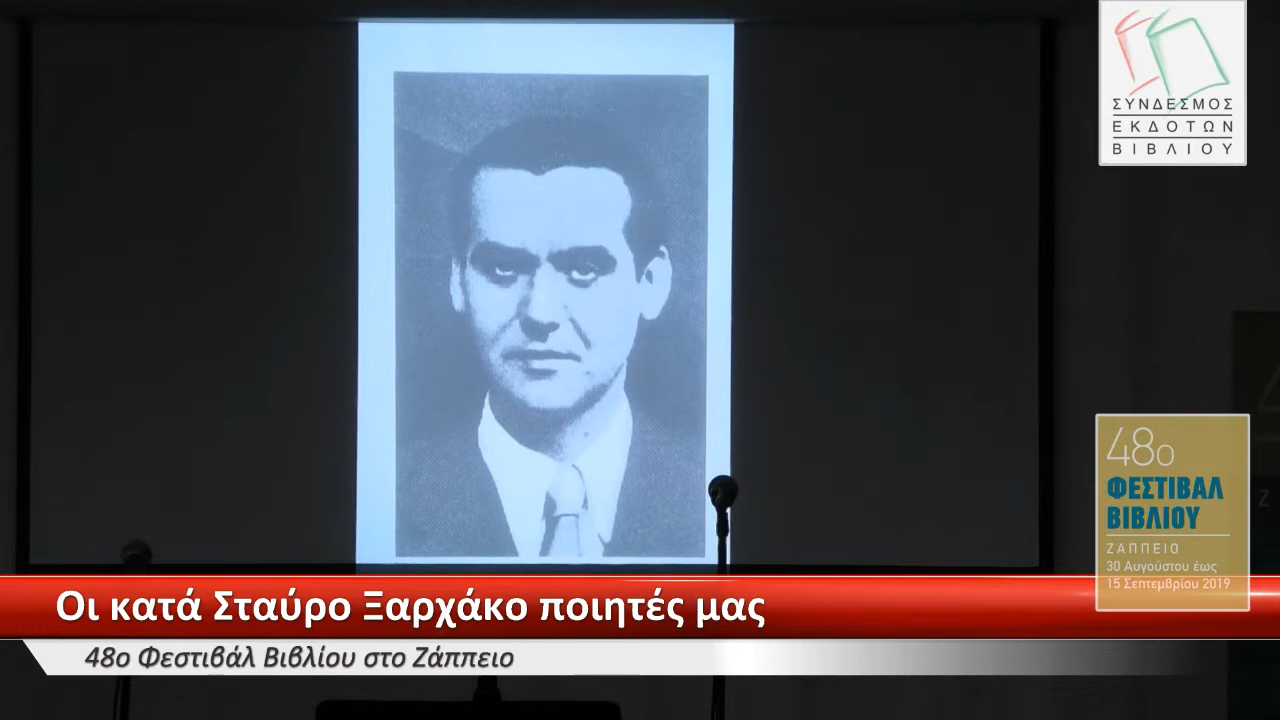 ΣΥΝΔΕΣΜΟΣ
ΕΚΔΟΤΩΝ
ΒΙΒΛΙΟΥ
48ο
ΦΕΣΤΙΒΑΛ
ΒΙΒΛΙΟΥ
ΖΑΠΠΕΙΟ
30 Αυγούστου έως
15 Σεπτεμβρίου 2019
Οι κατά Σταύρο Ξαρχάκο ποιητές μας
48ο Φεστιβάλ Βιβλίου στο Ζάππειο